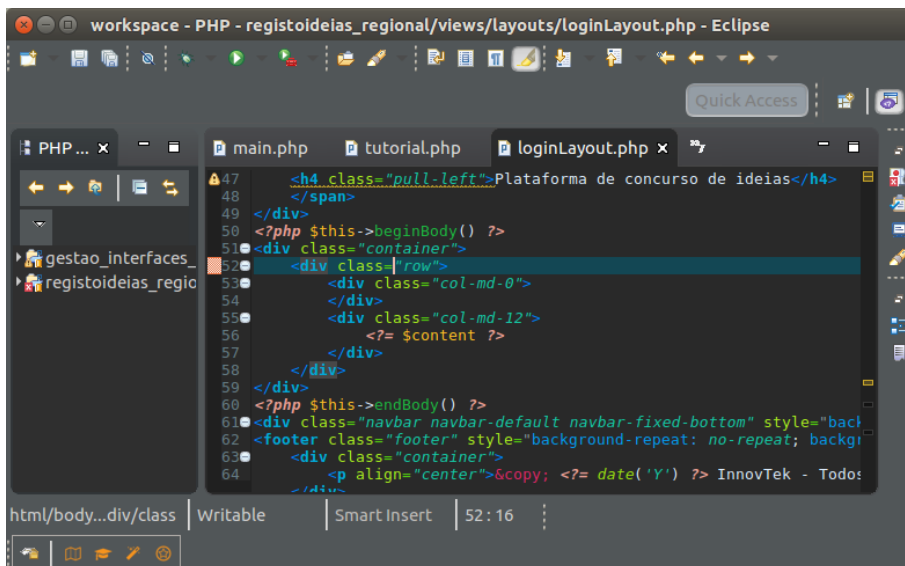 workspace - PHP - registoideias_regional/views/layouts/loginLayout.php - Eclipse
Quick Access
PHP ...
main.php tutorial.php loginLayout.php
gestao_interfaces_
registoideias_regio
47 <h4 class="pull-left">Plataforma de concurso de ideias</h4>
48 </span>
49 </div>
50 <?php $this->beginBody() ?>
51 <div class="container">
52 <div class="row">
53 <div class="col-md-0">
54 </div>
55 <div class="col-md-12">
56 <?= $content ?>
57 </div>
58 </div>
59 </div>
60 <?php $this->endBody() ?>
61 <div class="navbar navbar-default navbar-fixed-bottom" style="back
62 <footer class="footer" style="background-repeat: no-repeat; backgr
63 <div class="container">
64 <p align="center">&copy; <?= date('Y') ?> InnovTek - Todos
</div>
html/body...div/class Writable Smart Insert 52:16